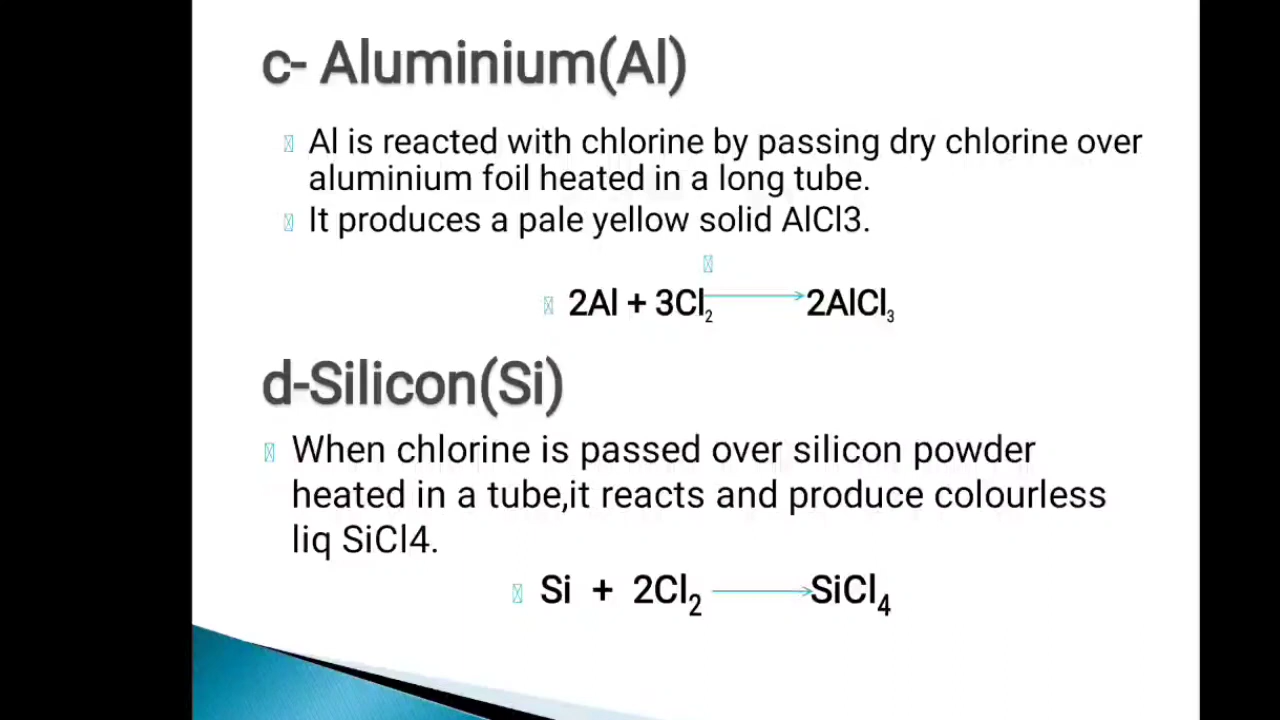 c- Aluminium(Al)
Al is reacted with chlorine by passing dry chlorine over
aluminium foil heated in a long tube.
It produces a pale yellow solid AlCl3.
2Al + 3Cl₂ → 2AlCl₃
d-Silicon(Si)
When chlorine is passed over silicon powder
heated in a tube,it reacts and produce colourless
liq SiCl4.
Si + 2Cl₂ → SiCl₄